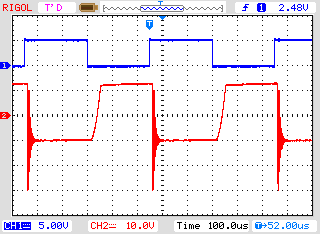 RIGOL T'D T f 1 2.48V
T
1
2
CH1 5.00V CH2 10.0V Time 100.0us T→52.00us